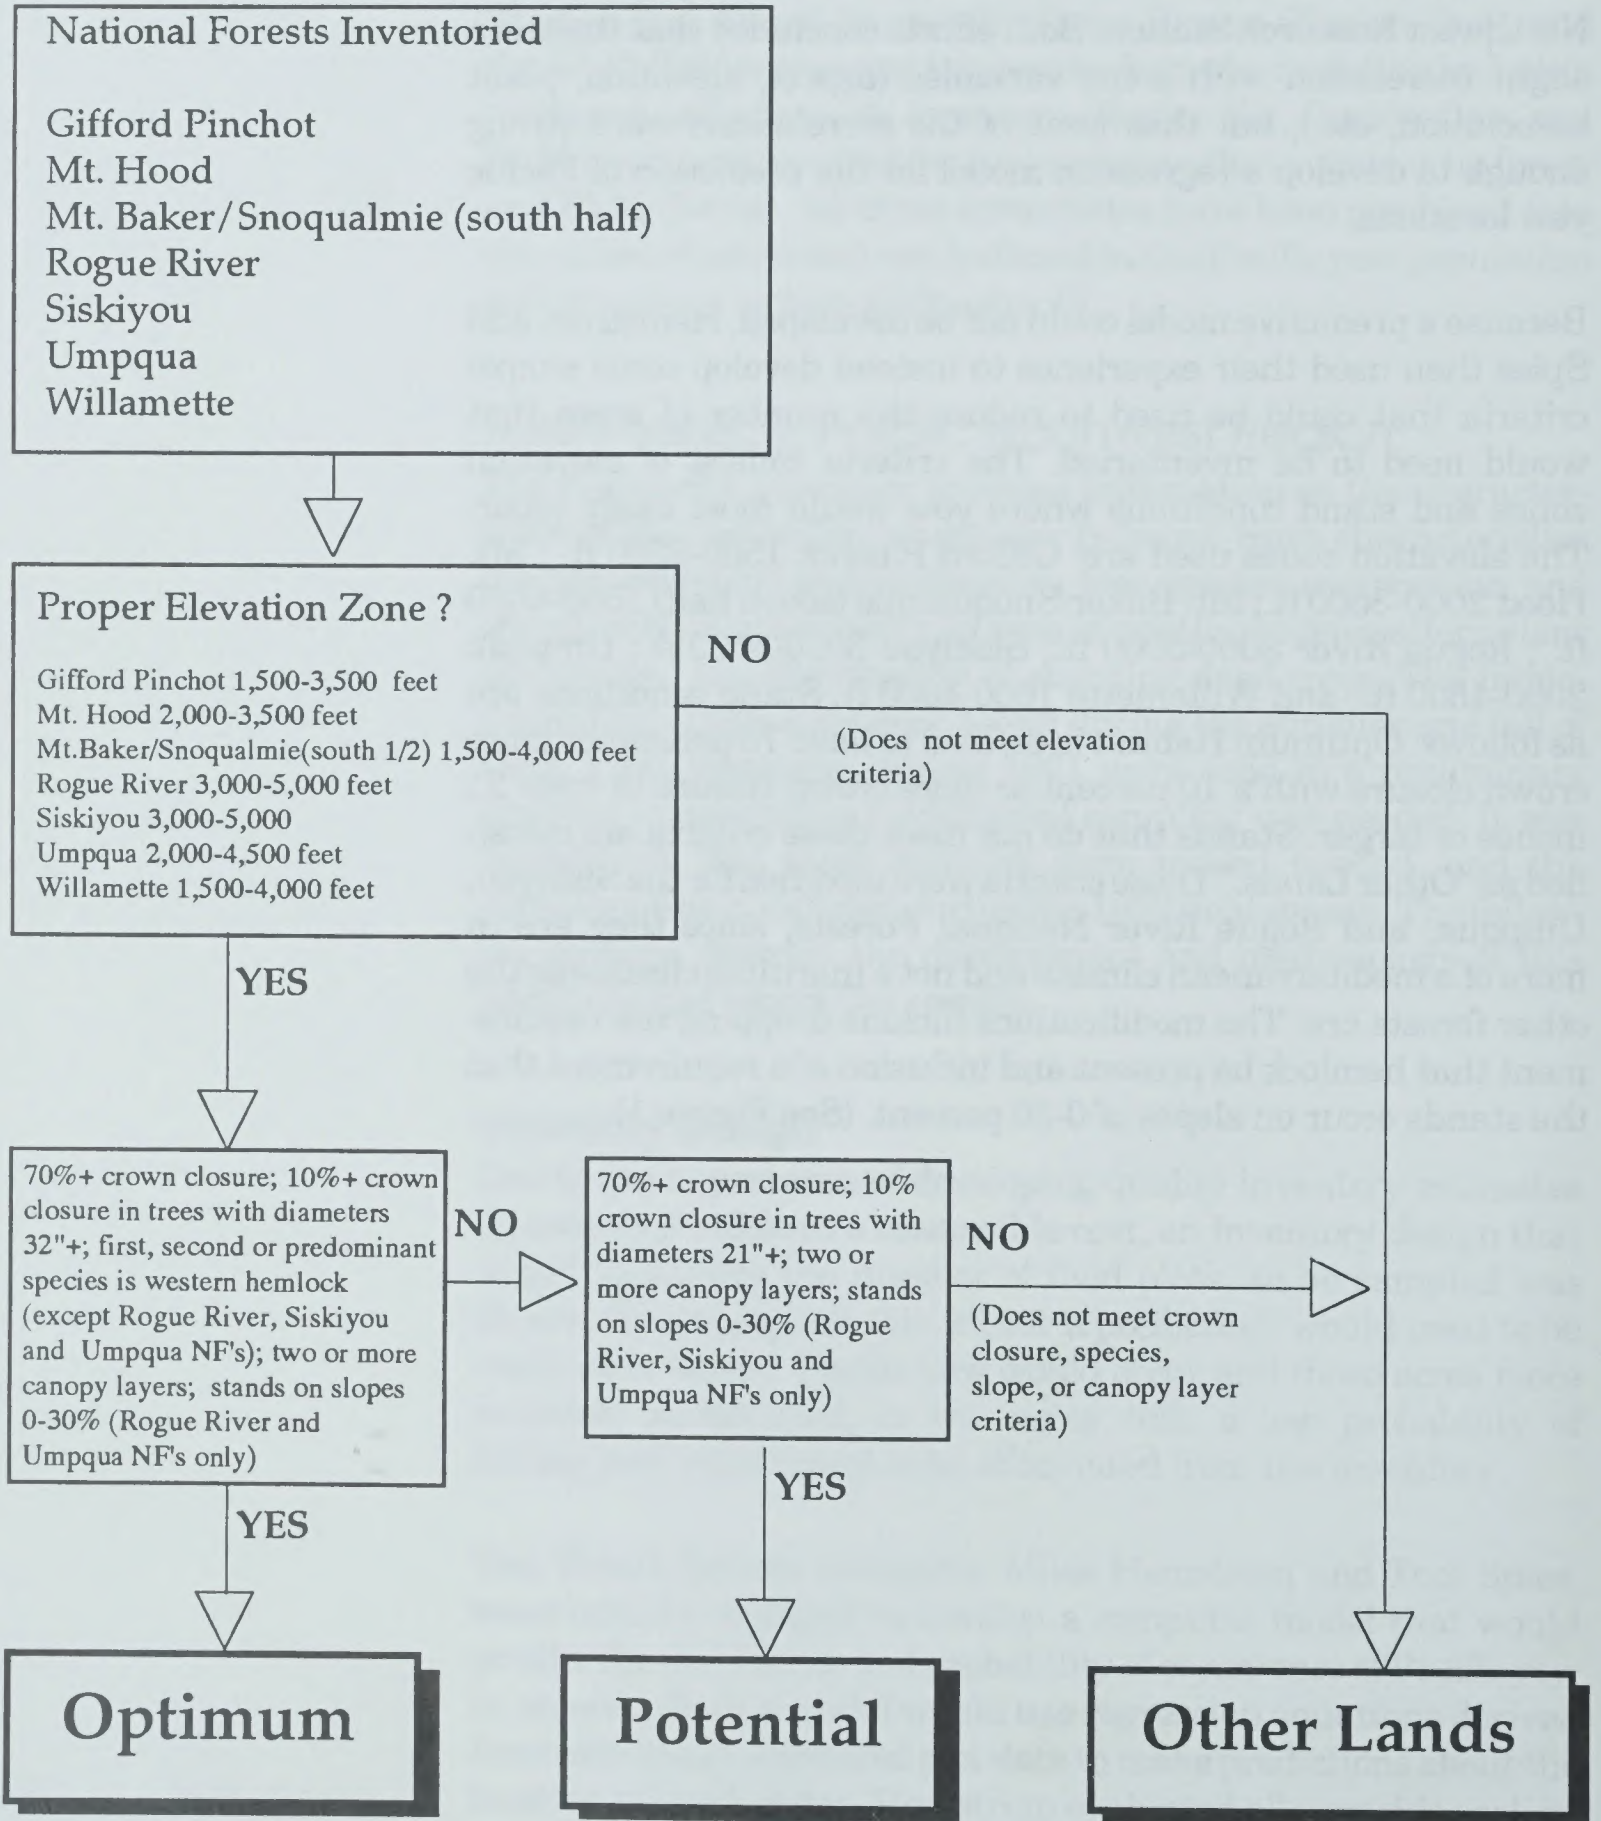 National Forests Inventoried
Gifford Pinchot
Mt. Hood
Mt. Baker/Snoqualmie (south half)
Rogue River
Siskiyou
Umpqua
Willamette
Proper Elevation Zone ?
Gifford Pinchot 1,500-3,500 feet
Mt. Hood 2,000-3,500 feet
Mt.Baker/Snoqualmie(south 1/2) 1,500-4,000 feet
Rogue River 3,000-5,000 feet
Siskiyou 3,000-5,000
Umpqua 2,000-4,500 feet
Willamette 1,500-4,000 feet
NO
(Does not meet elevation
criteria)
YES
70%+ crown closure; 10%+ crown
closure in trees with diameters
32"+; first, second or predominant
species is western hemlock
(except Rogue River, Siskiyou
and Umpqua NF's); two or more
canopy layers; stands on slopes
0-30% (Rogue River and
Umpqua NF's only)
NO
70%+ crown closure; 10%
crown closure in trees with
diameters 21"+; two or
more canopy layers; stands
on slopes 0-30% (Rogue
River, Siskiyou and
Umpqua NF's only)
NO
(Does not meet crown
closure, species,
slope, or canopy layer
criteria)
YES
YES
Optimum
Potential
Other Lands